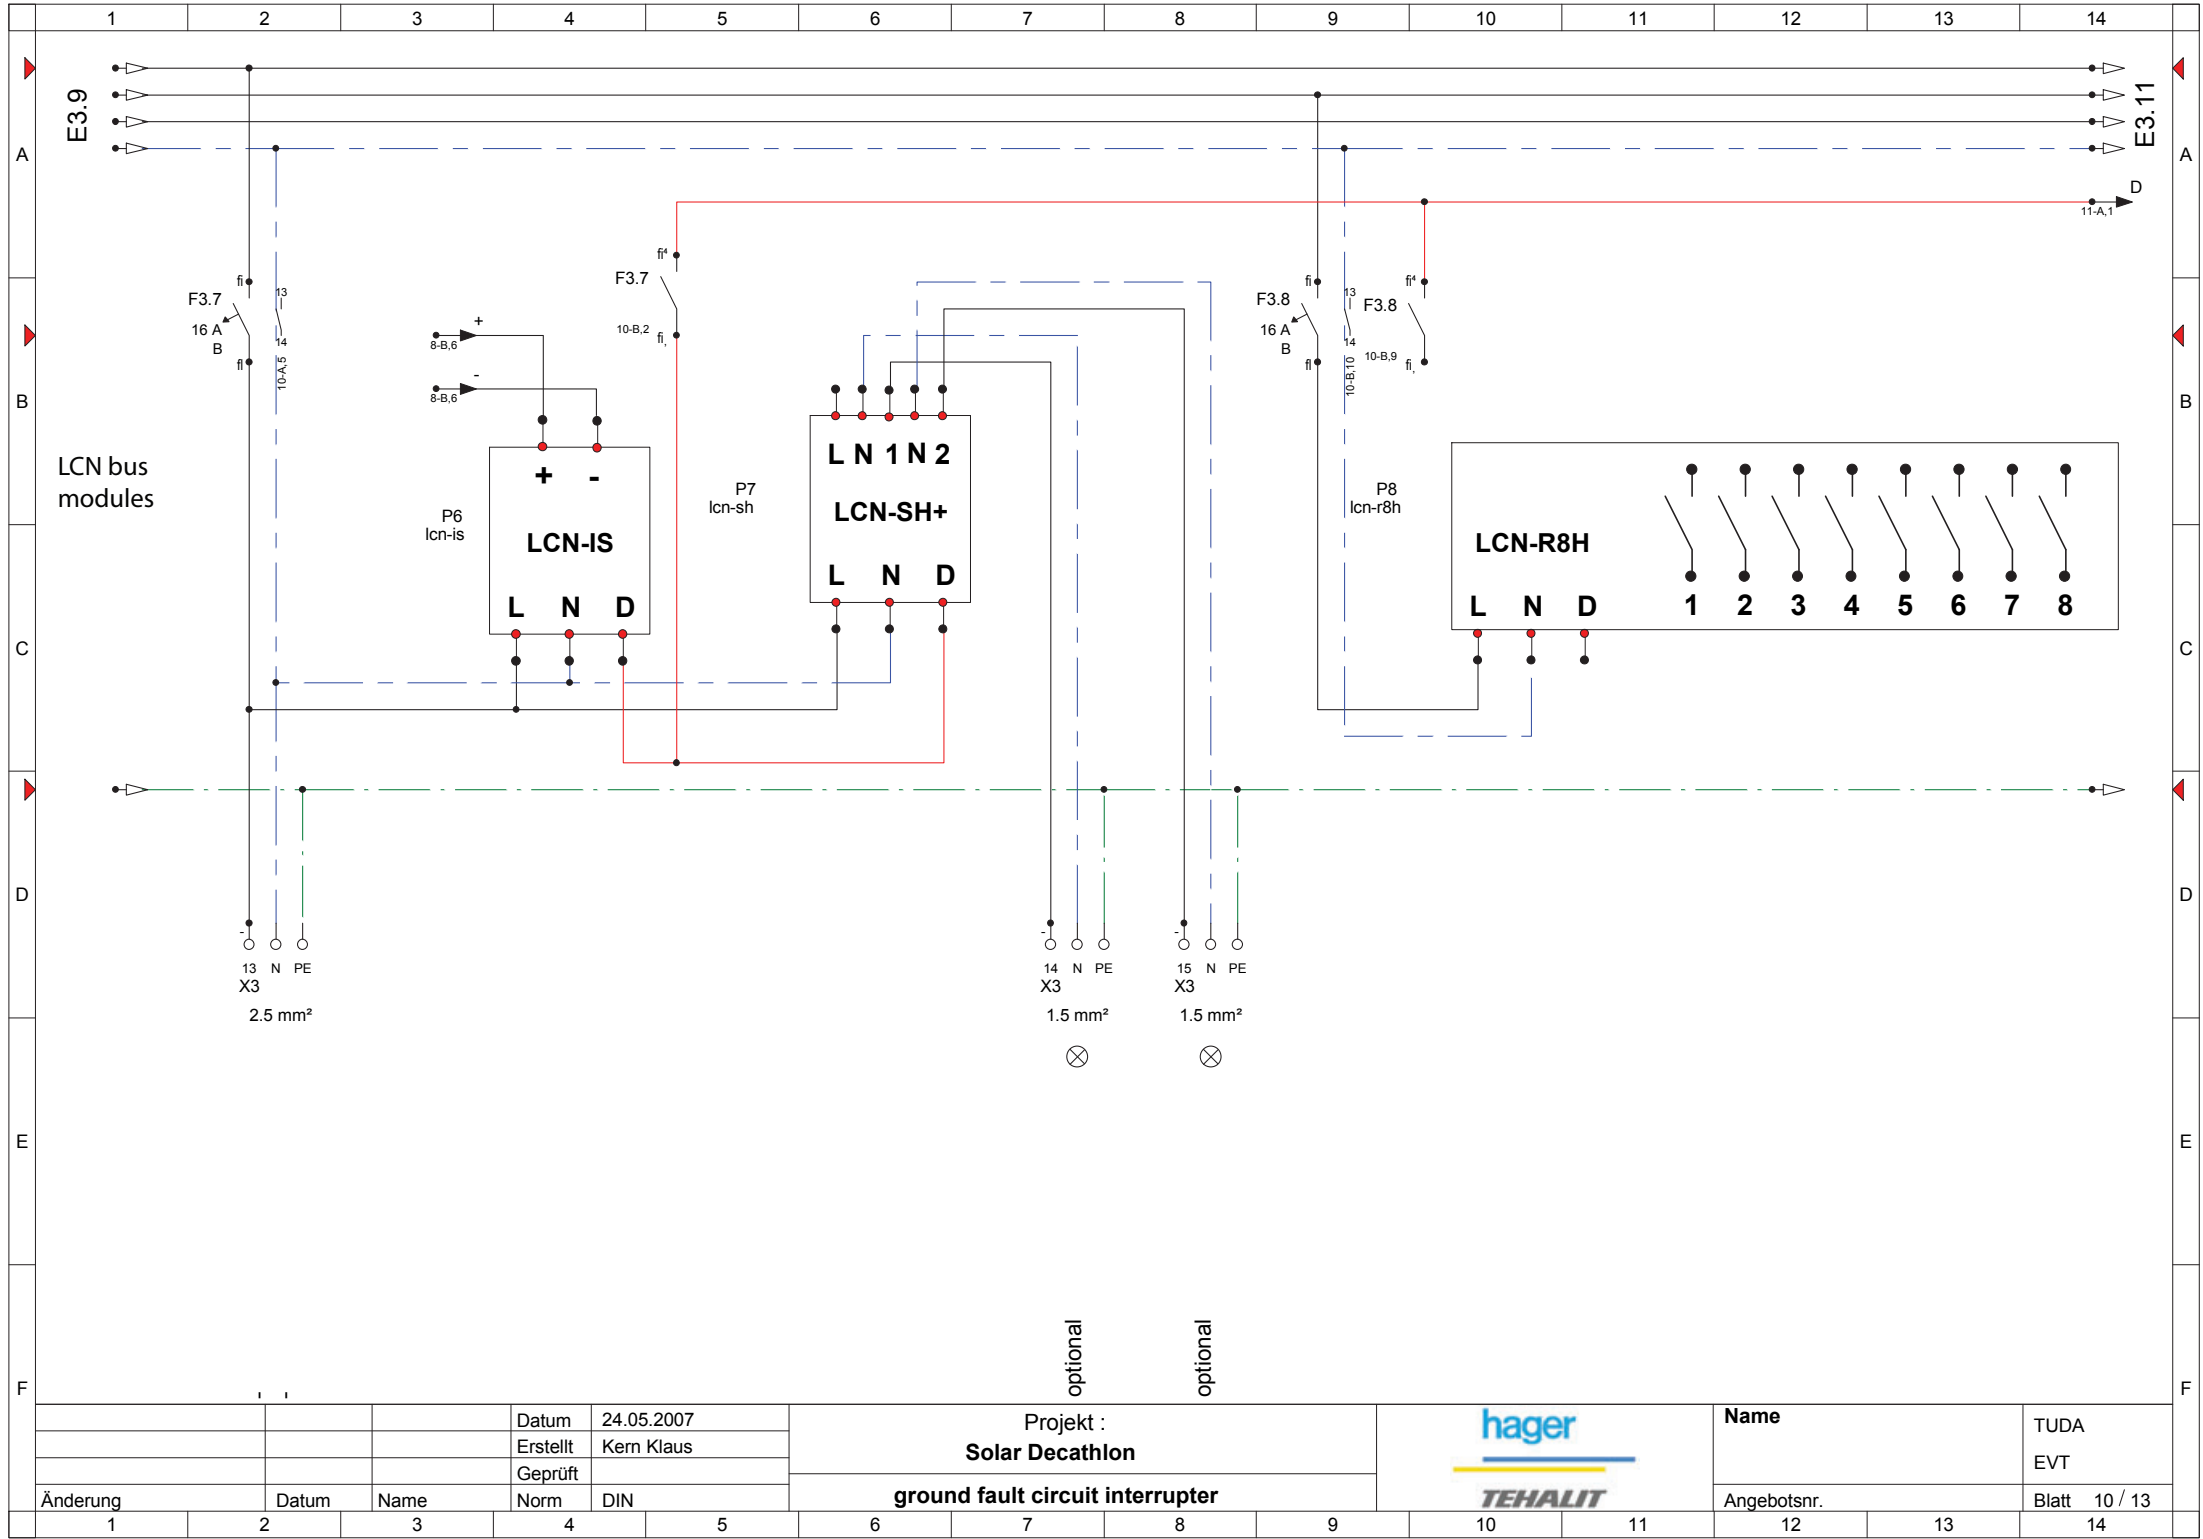 1 2 3 4 5 6 7 8 9 10 11 12 13 14
E3.9
E3.11
A A
D
11-A,1
fi⁴
F3.7
10-B,2
fi,
fi
F3.7
16 A
B
fl
13
14
10-A,5
+
8-B,6
-
8-B,6
fi
F3.8
16 A
B
fl
13
14
10-B,10
fi⁴
F3.8
10-B,9
fi,
B B
LCN bus
modules
P6
lcn-is
+ -
LCN-IS
L N D
P7
lcn-sh
L N 1 N 2
LCN-SH+
L N D
P8
lcn-r8h
LCN-R8H
L N D
1 2 3 4 5 6 7 8
C C
D D
-
13 N PE
X3
2.5 mm²
-
14 N PE
X3
1.5 mm²
-
15 N PE
X3
1.5 mm²
E E
optional
optional
F F
Datum 24.05.2007
Erstellt Kern Klaus
Geprüft
Änderung Datum Name Norm DIN
Projekt :
Solar Decathlon
ground fault circuit interrupter
hager
TEHALIT
Name
Angebotsnr.
TUDA
EVT
Blatt 10 / 13
1 2 3 4 5 6 7 8 9 10 11 12 13 14